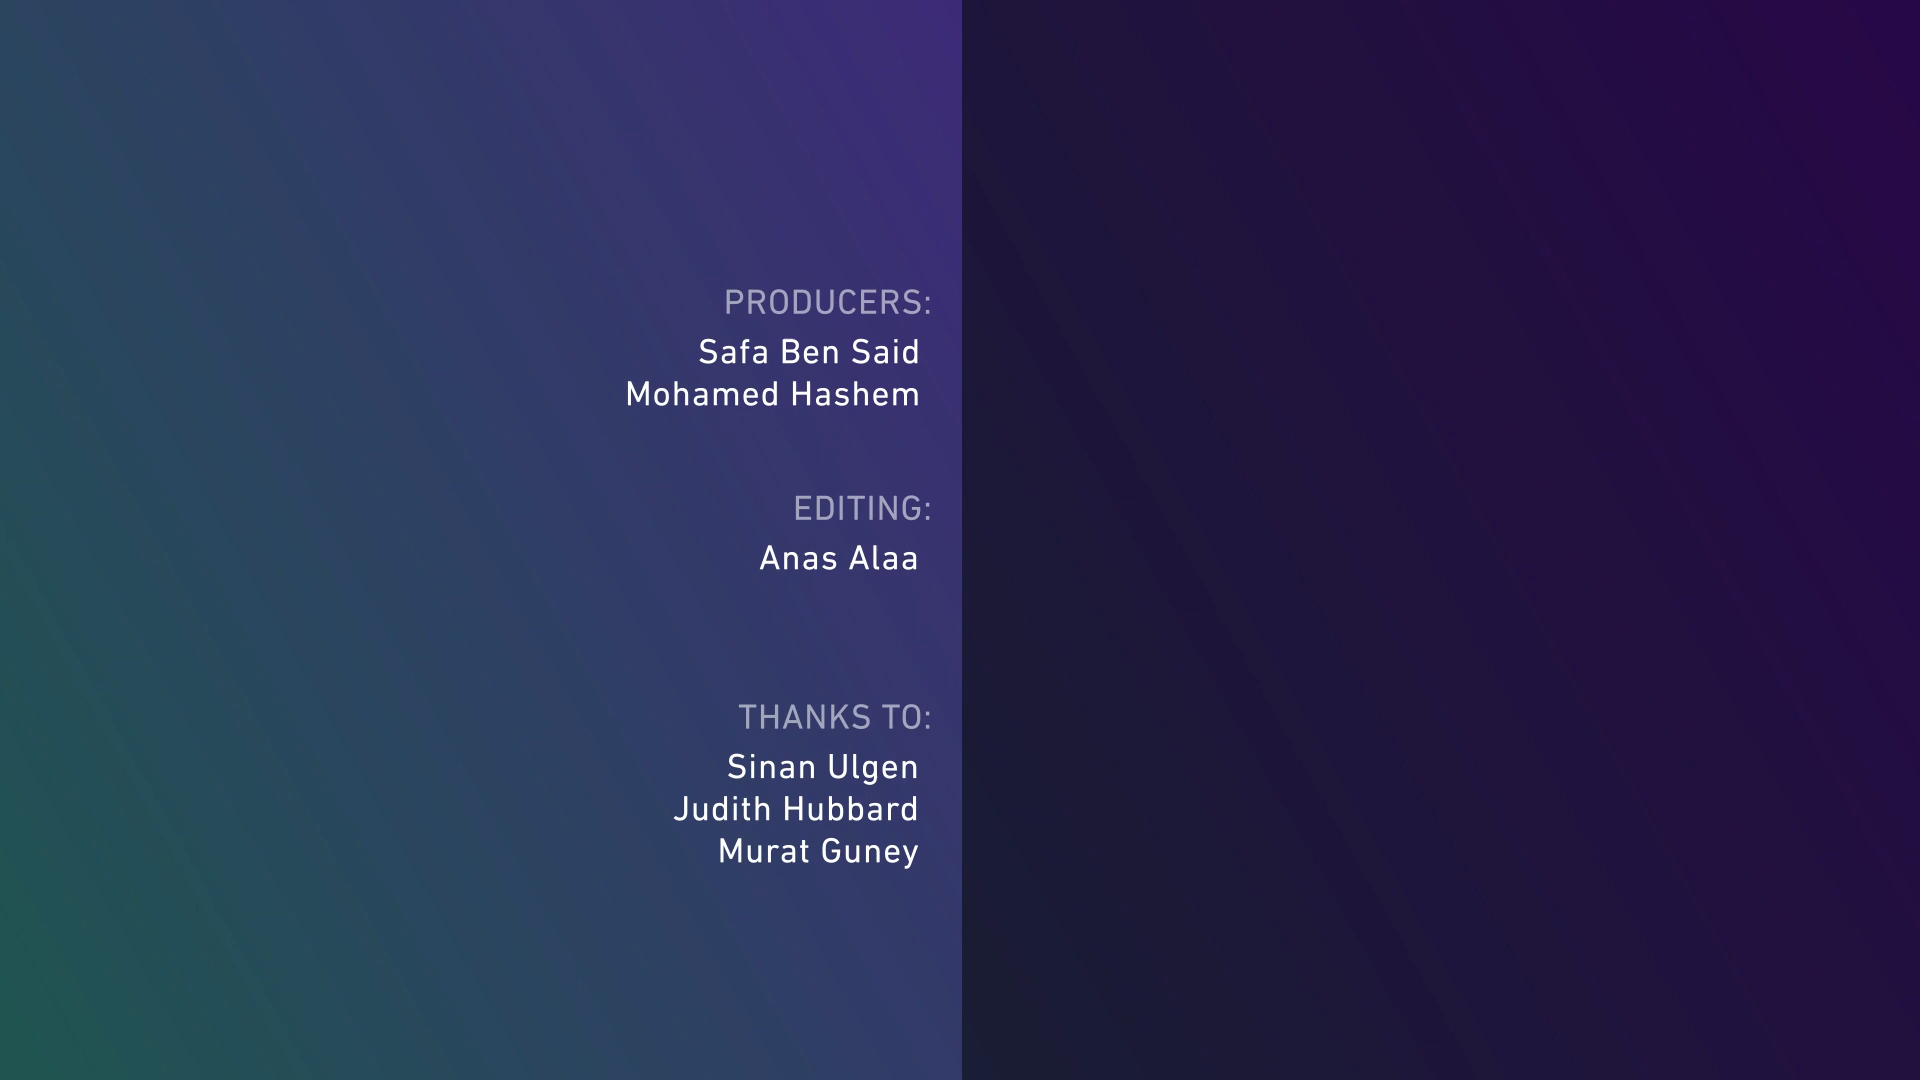 PRODUCERS:
Safa Ben Said
Mohamed Hashem
EDITING:
Anas Alaa
THANKS TO:
Sinan Ulgen
Judith Hubbard
Murat Guney